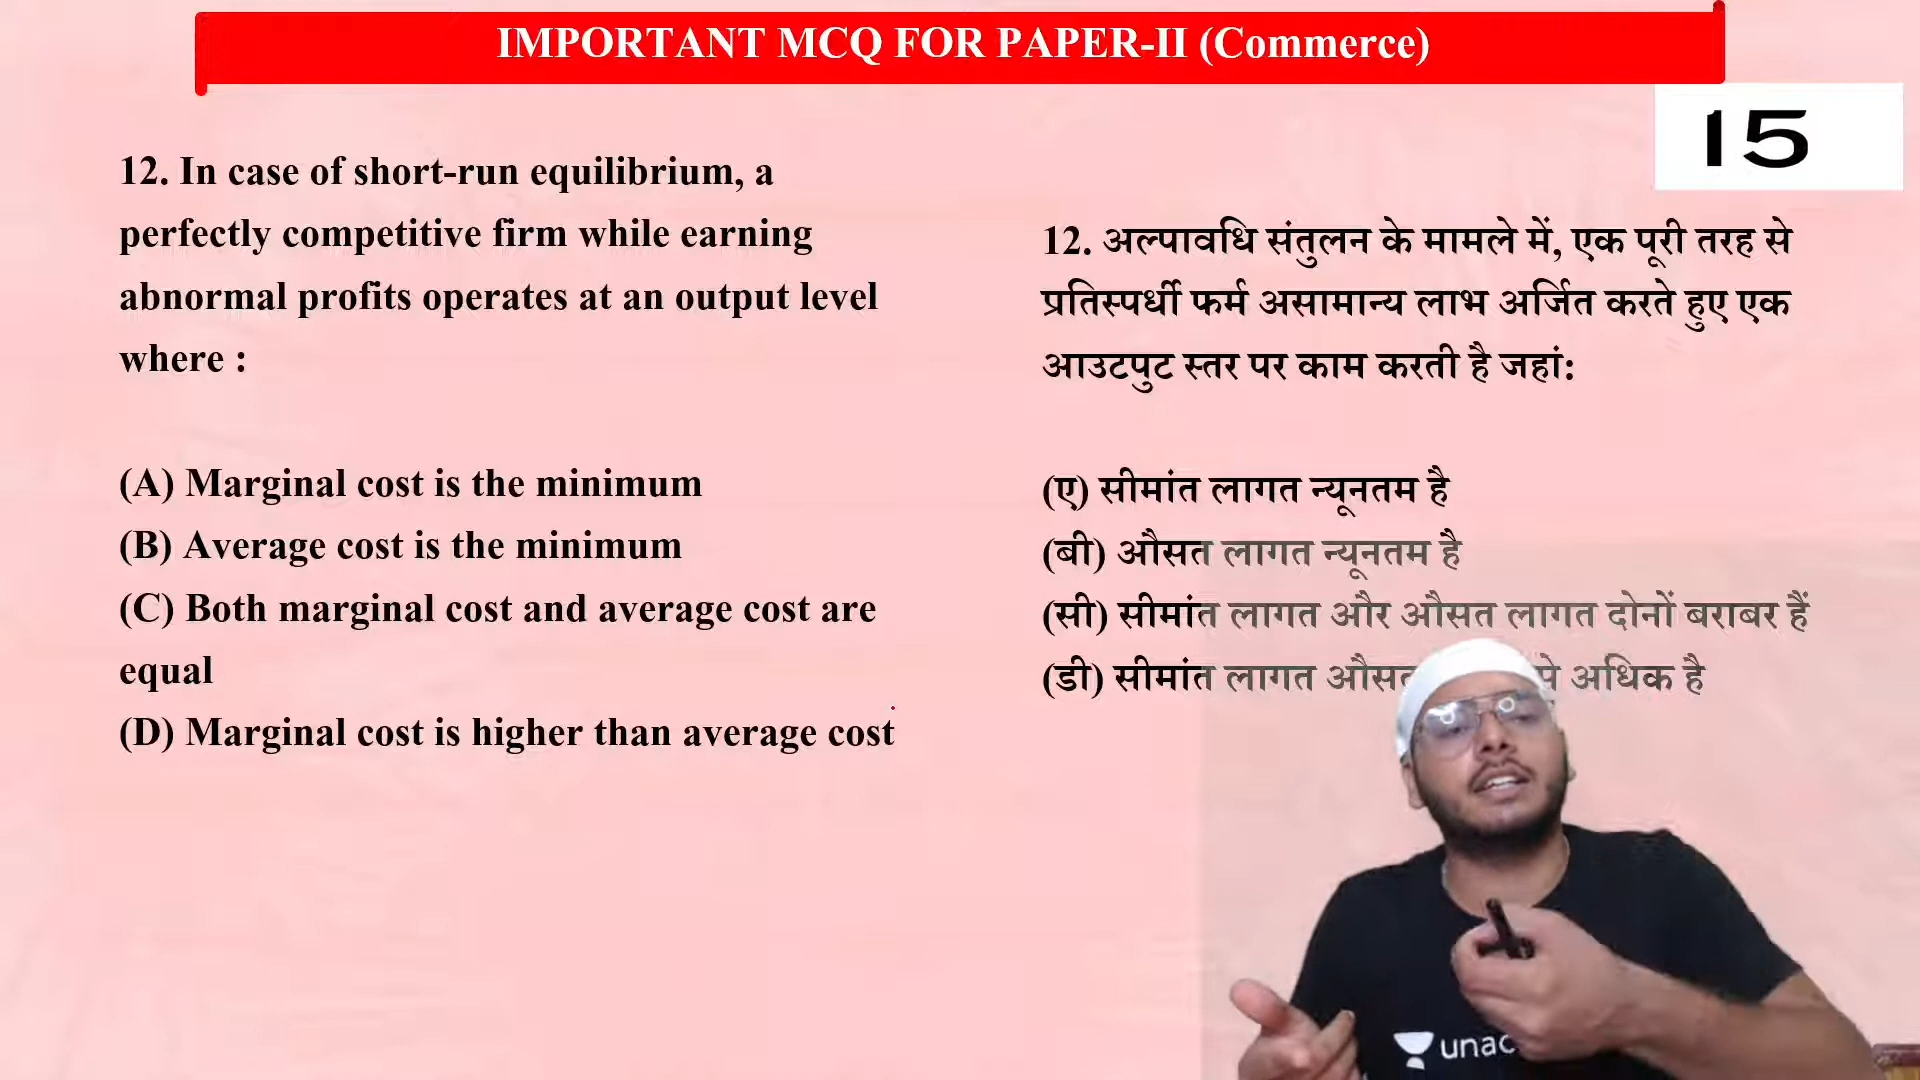 IMPORTANT MCQ FOR PAPER-II (Commerce)
15
12. In case of short-run equilibrium, a
perfectly competitive firm while earning
abnormal profits operates at an output level
where :
(A) Marginal cost is the minimum
(B) Average cost is the minimum
(C) Both marginal cost and average cost are
equal
(D) Marginal cost is higher than average cost
12. अल्पावधि संतुलन के मामले में, एक पूरी तरह से
प्रतिस्पर्धी फर्म असामान्य लाभ अर्जित करते हुए एक
आउटपुट स्तर पर काम करती है जहां:
(ए) सीमांत लागत न्यूनतम है
(बी) औसत लागत न्यूनतम है
(सी) सीमांत लागत और औसत लागत दोनों बराबर हैं
(डी) सीमांत लागत औसत से अधिक है
unac